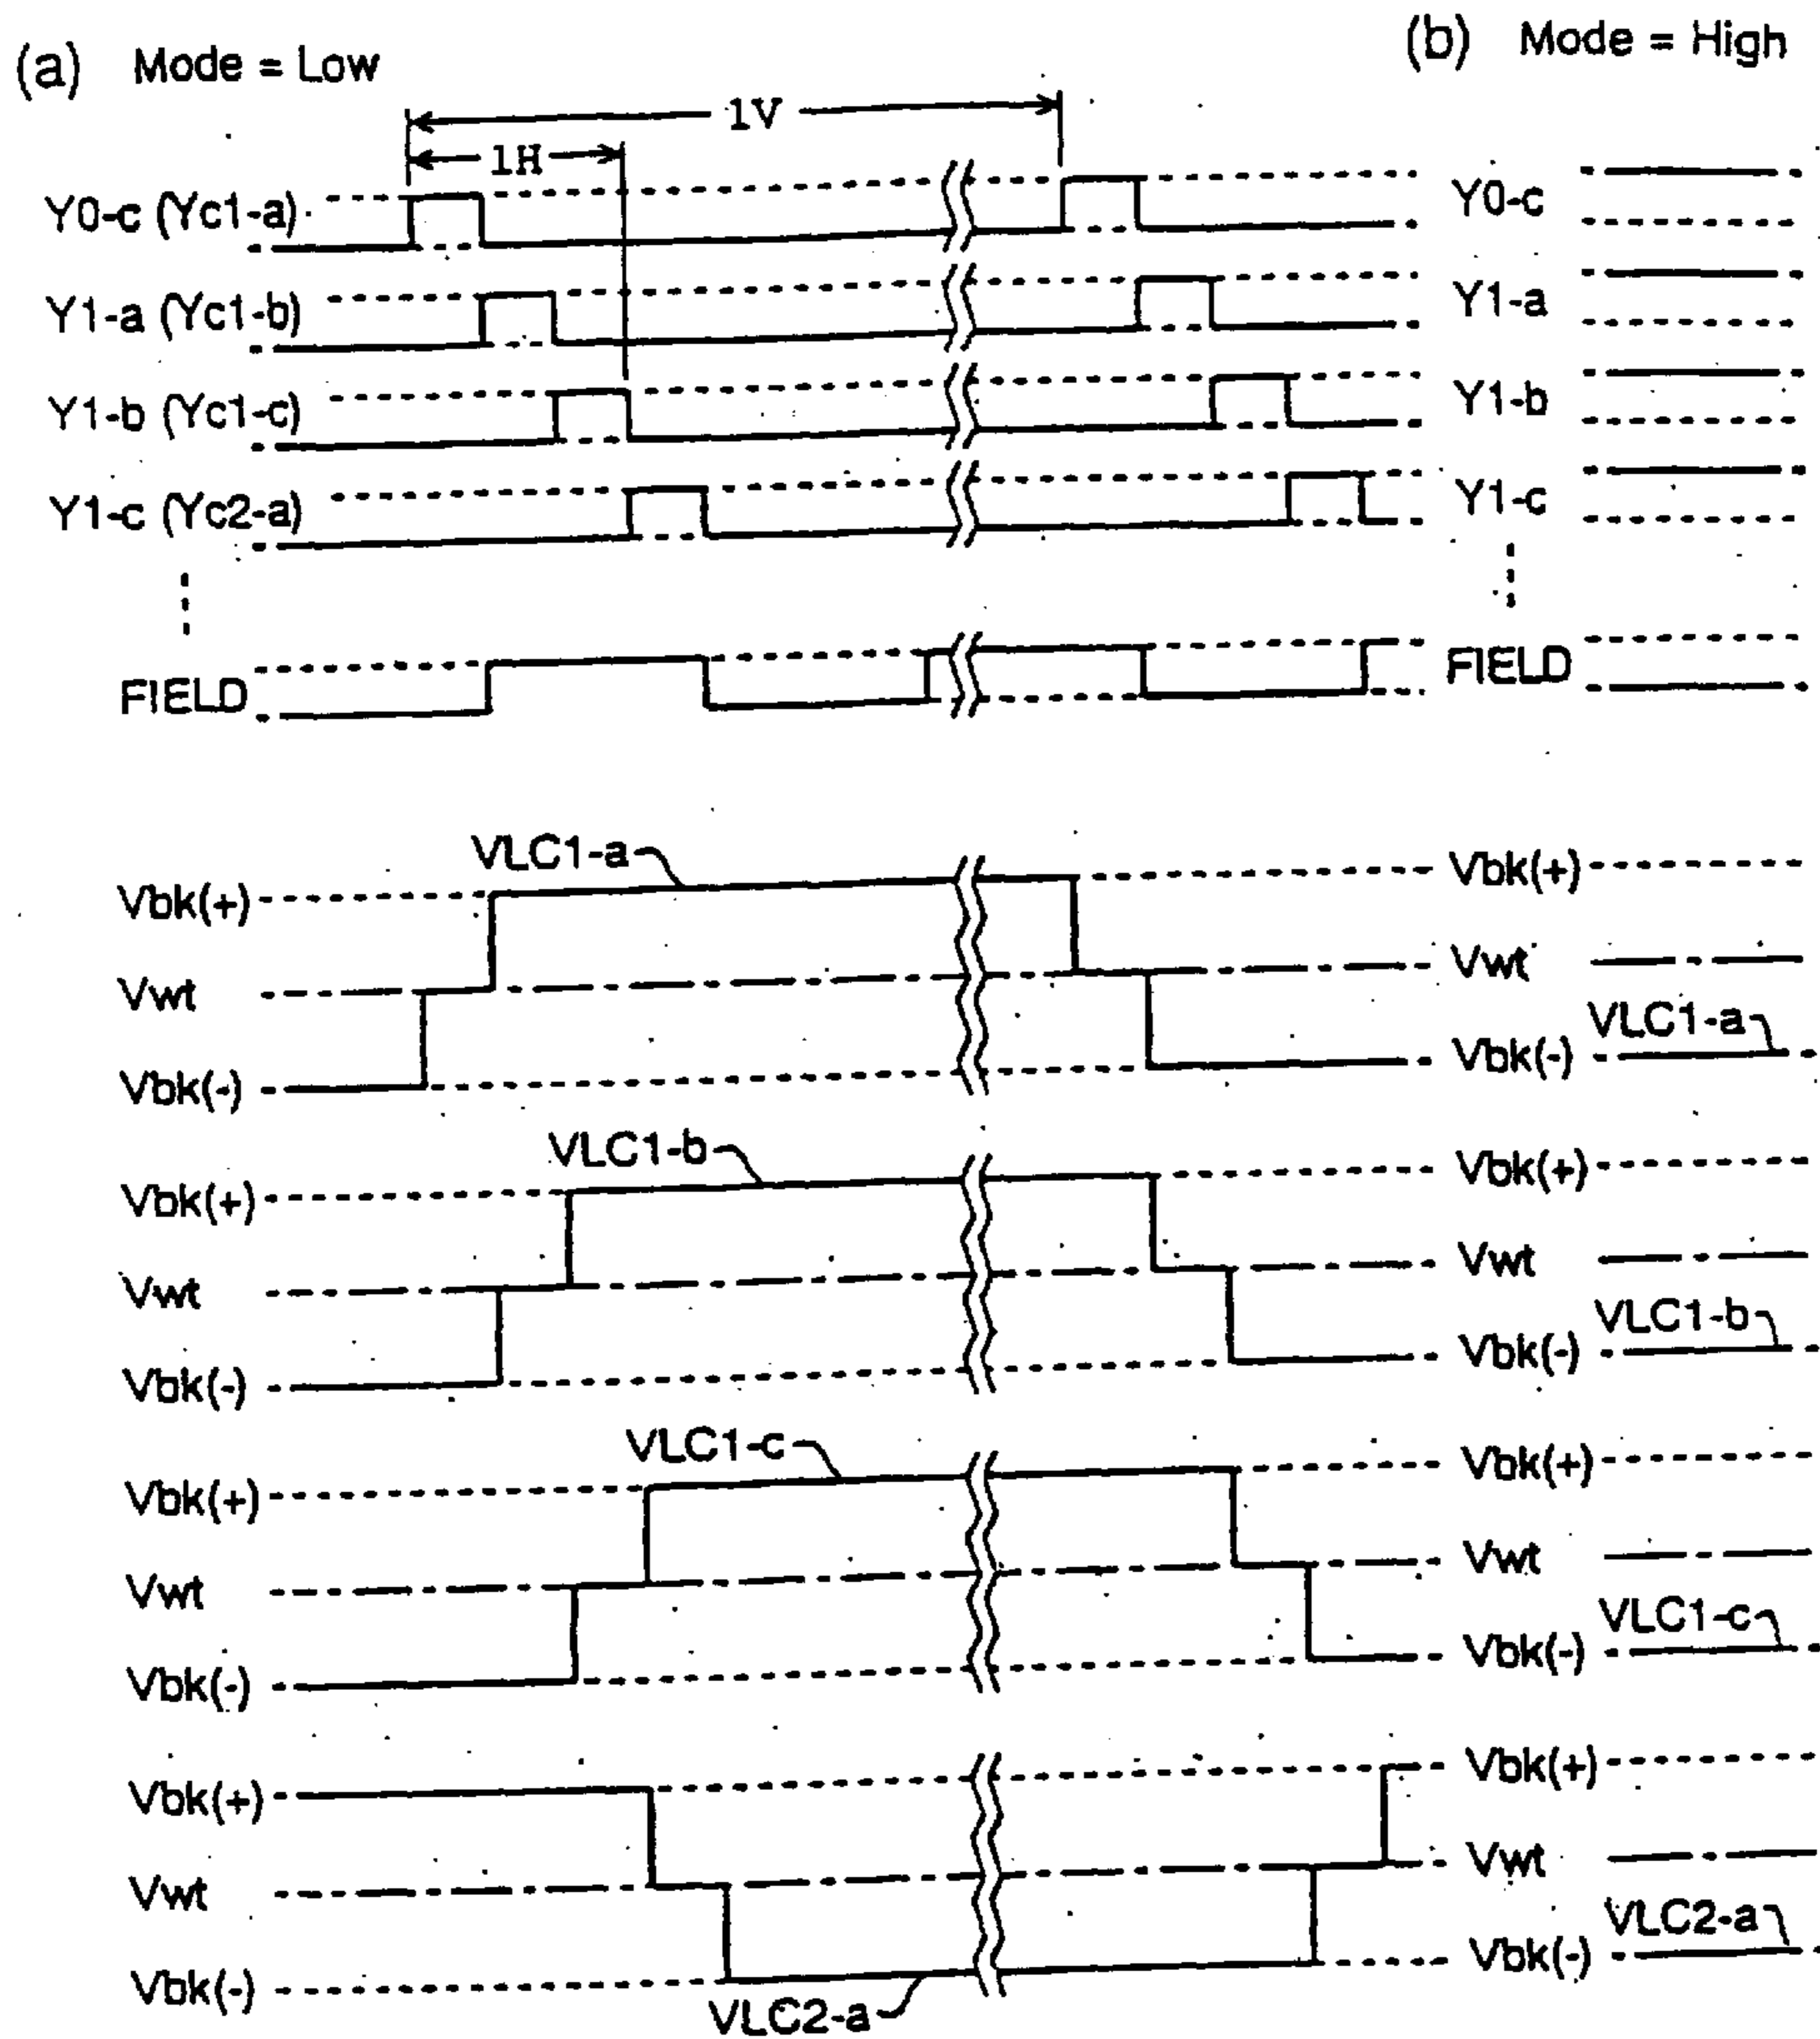 (a) Mode = Low
(b) Mode = High
1V
1H
Y0-c (Yc1-a)
Y0-c
Y1-a (Yc1-b)
Y1-a
Y1-b (Yc1-c)
Y1-b
Y1-c (Yc2-a)
Y1-c
FIELD
FIELD
VLC1-a
Vbk(+)
Vbk(+)
Vwt
Vwt
VLC1-a
Vbk(-)
Vbk(-)
VLC1-b
Vbk(+)
Vbk(+)
Vwt
Vwt
VLC1-b
Vbk(-)
Vbk(-)
VLC1-c
Vbk(+)
Vbk(+)
Vwt
Vwt
VLC1-c
Vbk(-)
Vbk(-)
Vbk(+)
Vbk(+)
Vwt
Vwt
VLC2-a
Vbk(-)
Vbk(-)
VLC2-a